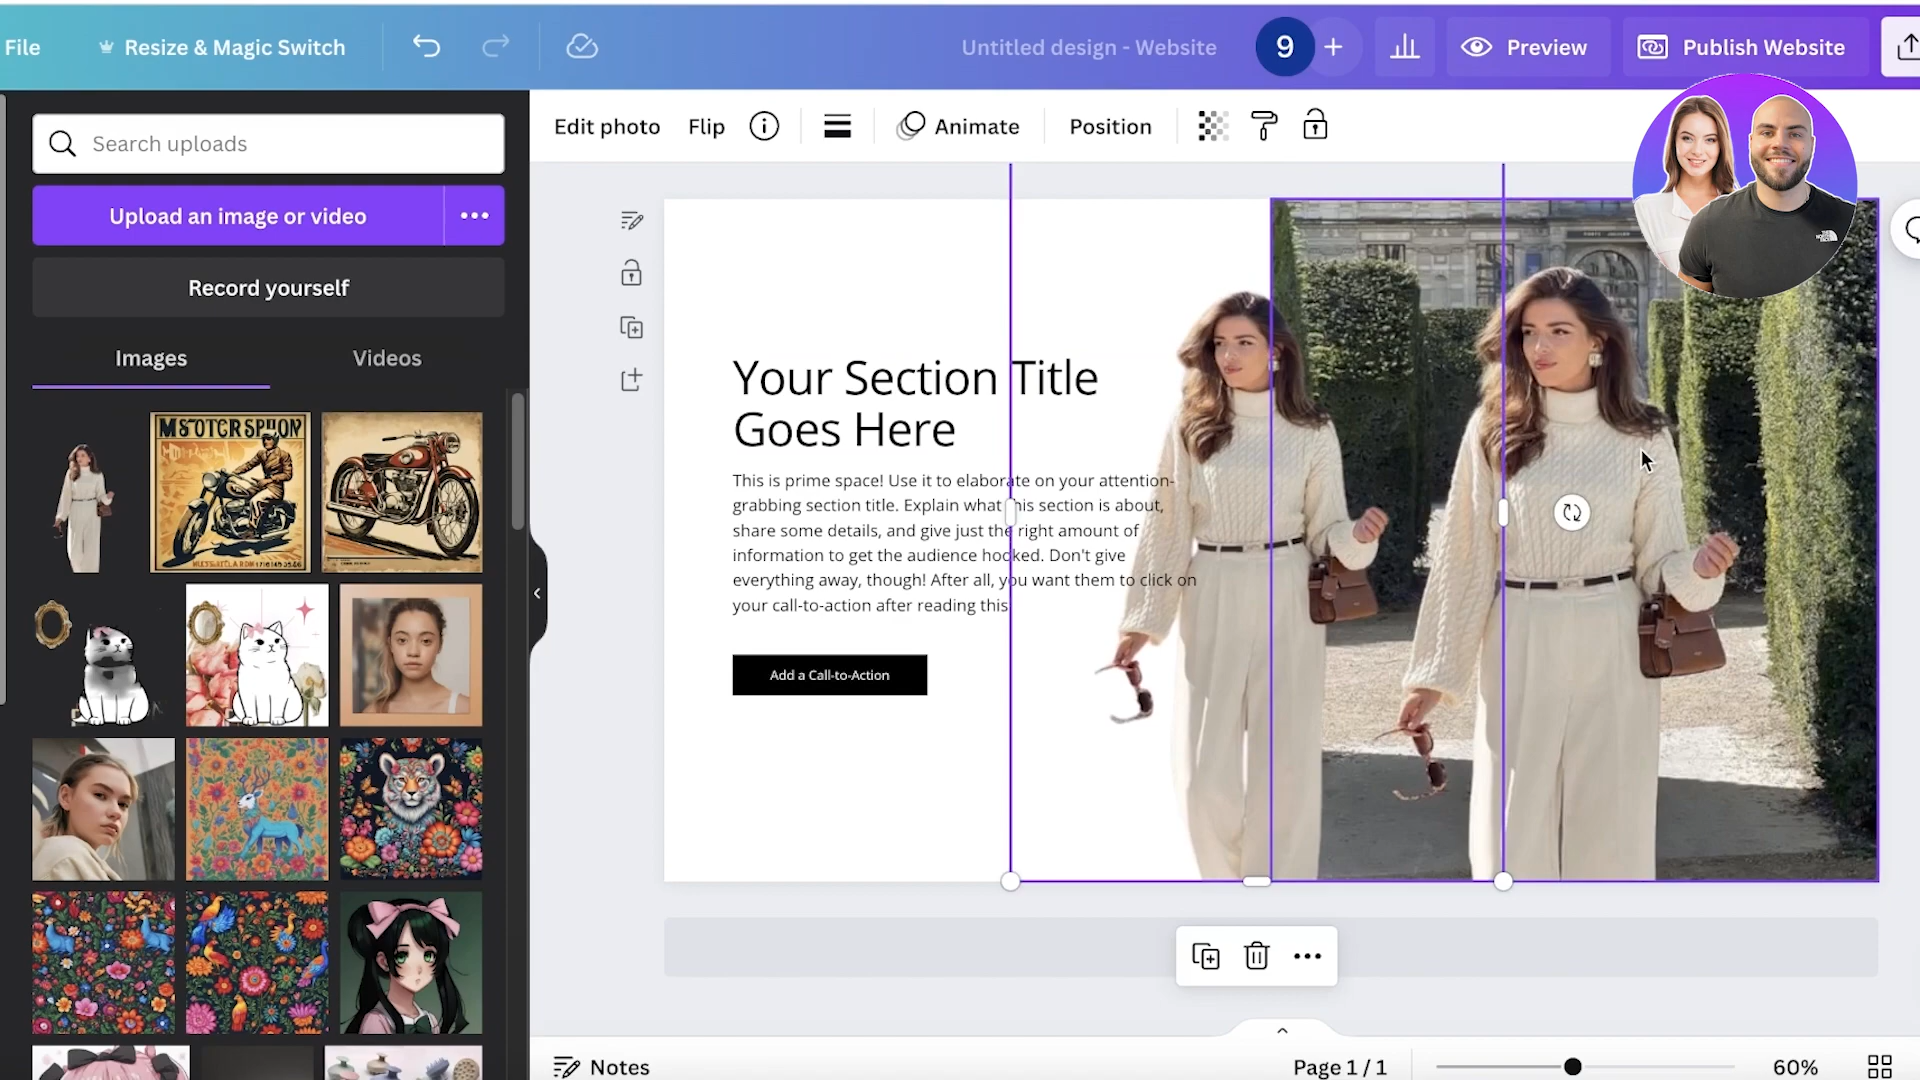 File
Resize & Magic Switch
Untitled design - Website
9
+
Preview
Publish Website
Search uploads
Upload an image or video
Record yourself
Images
Videos
Edit photo
Flip
Animate
Position
Your Section Title
Goes Here
This is prime space! Use it to elaborate on your attention-
grabbing section title. Explain what this section is about,
share some details, and give just the right amount of
information to get the audience hooked. Don't give
everything away, though! After all, you want them to click on
your call-to-action after reading this
Add a Call-to-Action
Notes
Page 1 / 1
60%